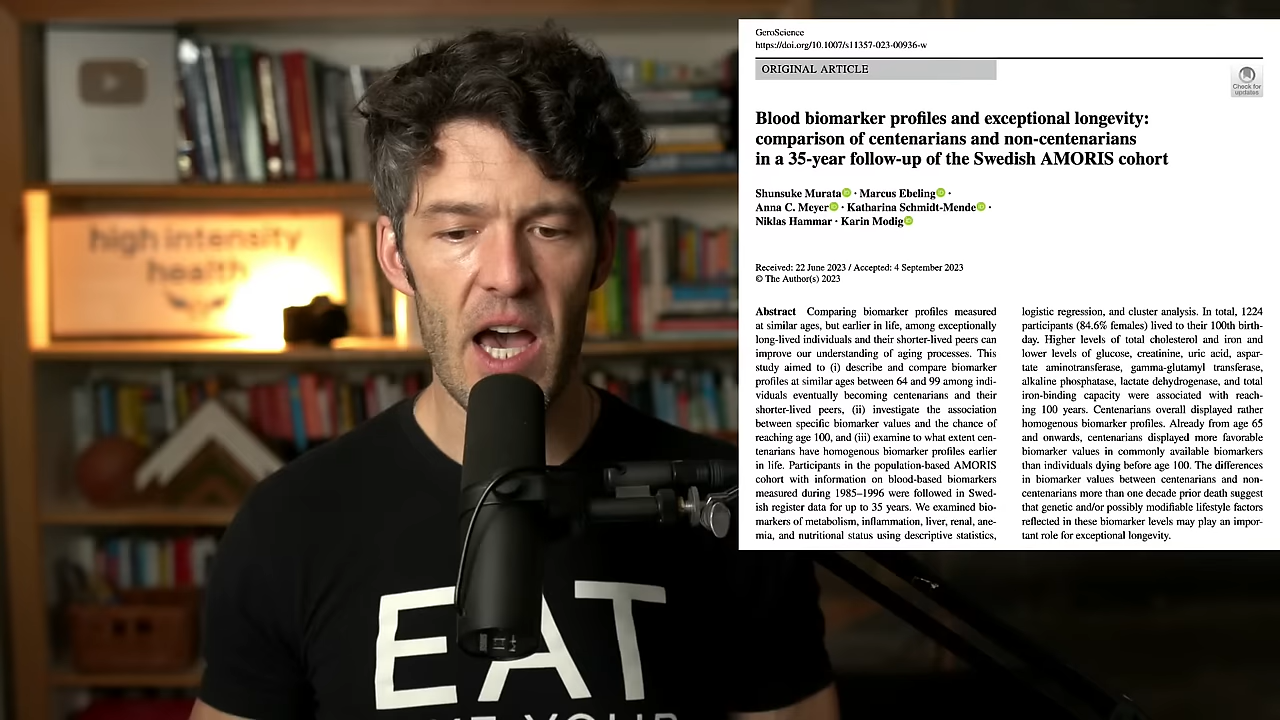 high intensity
health
EAT
GeroScience
https://doi.org/10.1007/s11357-023-00936-w
ORIGINAL ARTICLE
Check for
updates
Blood biomarker profiles and exceptional longevity:
comparison of centenarians and non-centenarians
in a 35-year follow-up of the Swedish AMORIS cohort
Shunsuke Murata · Marcus Ebeling ·
Anna C. Meyer · Katharina Schmidt-Mende ·
Niklas Hammar · Karin Modig
Received: 22 June 2023 / Accepted: 4 September 2023
© The Author(s) 2023
Abstract Comparing biomarker profiles measured
at similar ages, but earlier in life, among exceptionally
long-lived individuals and their shorter-lived peers can
improve our understanding of aging processes. This
study aimed to (i) describe and compare biomarker
profiles at similar ages between 64 and 99 among indi-
viduals eventually becoming centenarians and their
shorter-lived peers, (ii) investigate the association
between specific biomarker values and the chance of
reaching age 100, and (iii) examine to what extent cen-
tenarians have homogenous biomarker profiles earlier
in life. Participants in the population-based AMORIS
cohort with information on blood-based biomarkers
measured during 1985–1996 were followed in Swed-
ish register data for up to 35 years. We examined bio-
markers of metabolism, inflammation, liver, renal, ane-
mia, and nutritional status using descriptive statistics,
logistic regression, and cluster analysis. In total, 1224
participants (84.6% females) lived to their 100th birth-
day. Higher levels of total cholesterol and iron and
lower levels of glucose, creatinine, uric acid, aspar-
tate aminotransferase, gamma-glutamyl transferase,
alkaline phosphatase, lactate dehydrogenase, and total
iron-binding capacity were associated with reach-
ing 100 years. Centenarians overall displayed rather
homogenous biomarker profiles. Already from age 65
and onwards, centenarians displayed more favorable
biomarker values in commonly available biomarkers
than individuals dying before age 100. The differences
in biomarker values between centenarians and non-
centenarians more than one decade prior death suggest
that genetic and/or possibly modifiable lifestyle factors
reflected in these biomarker levels may play an impor-
tant role for exceptional longevity.